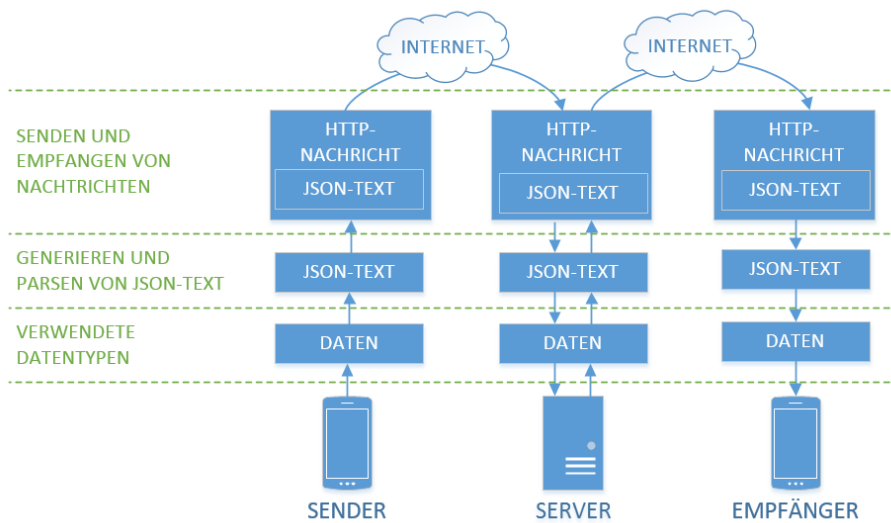 INTERNET
INTERNET
SENDEN UND
EMPFANGEN VON
NACHTRICHTEN
HTTP-
NACHRICHT
JSON-TEXT
HTTP-
NACHRICHT
JSON-TEXT
HTTP-
NACHRICHT
JSON-TEXT
GENERIEREN UND
PARSEN VON JSON-TEXT
JSON-TEXT
JSON-TEXT
JSON-TEXT
VERWENDETE
DATENTYPEN
DATEN
DATEN
DATEN
SENDER
SERVER
EMPFÄNGER